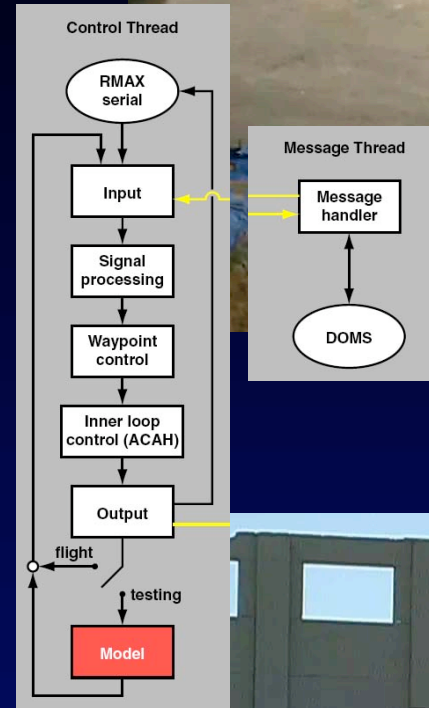 Control Thread
RMAX
serial
Input
Signal
processing
Waypoint
control
Inner loop
control (ACAH)
Output
flight
testing
Model
Message Thread
Message
handler
DOMS